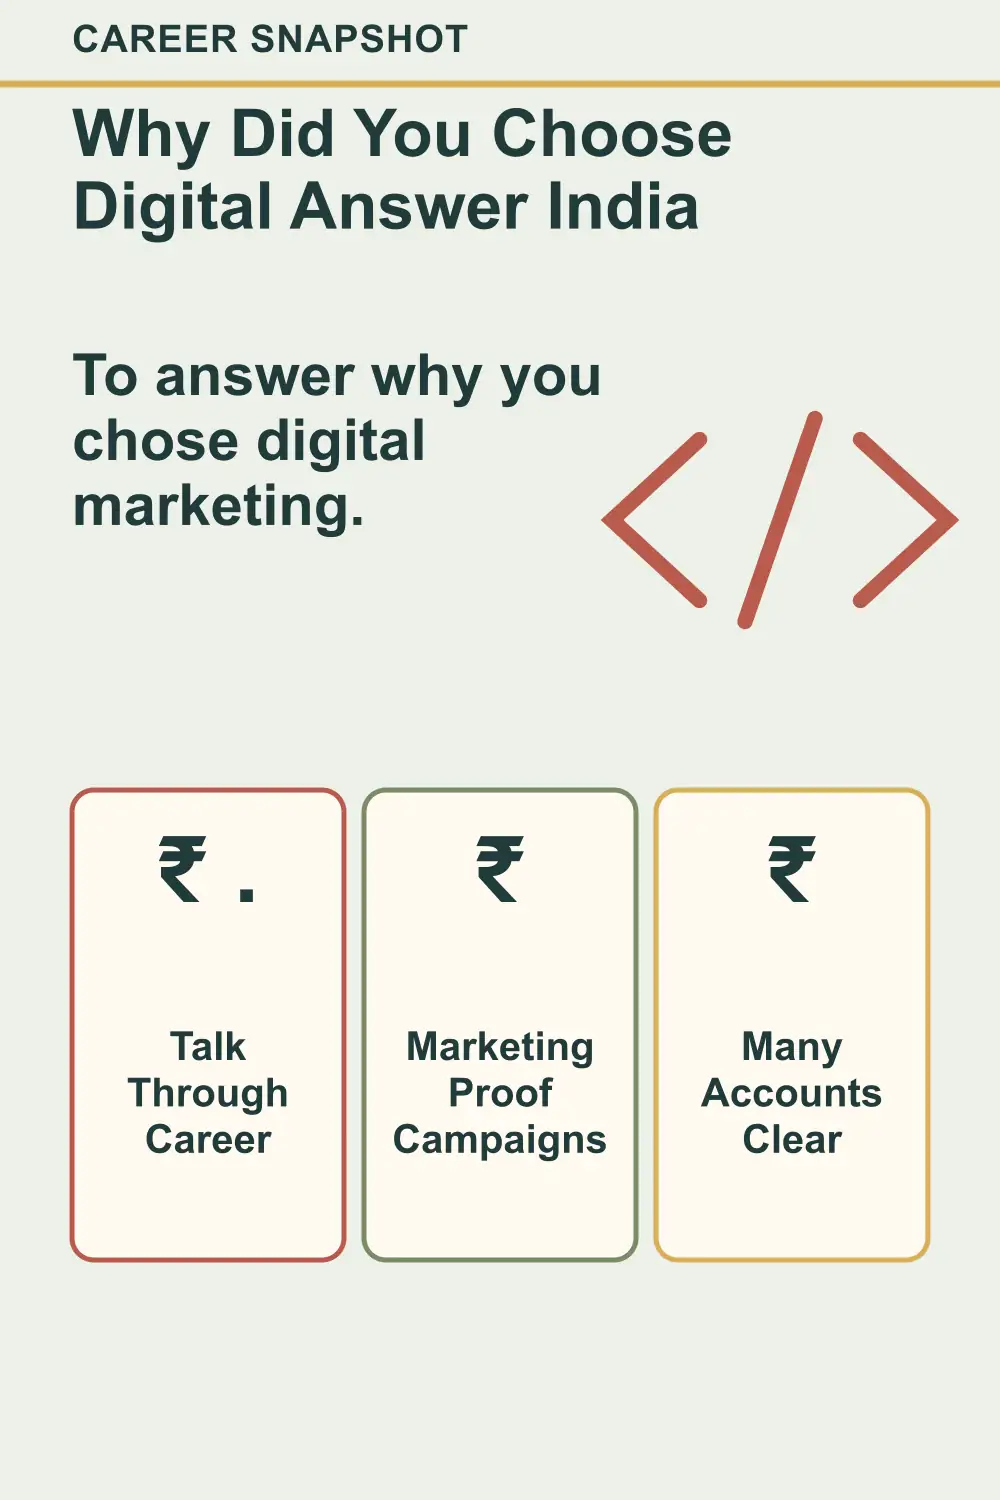 CAREER SNAPSHOT
Why Did You Choose
Digital Answer India
To answer why you
chose digital
marketing.
</>
₹ .
Talk
Through
Career
₹
Marketing
Proof
Campaigns
₹
Many
Accounts
Clear